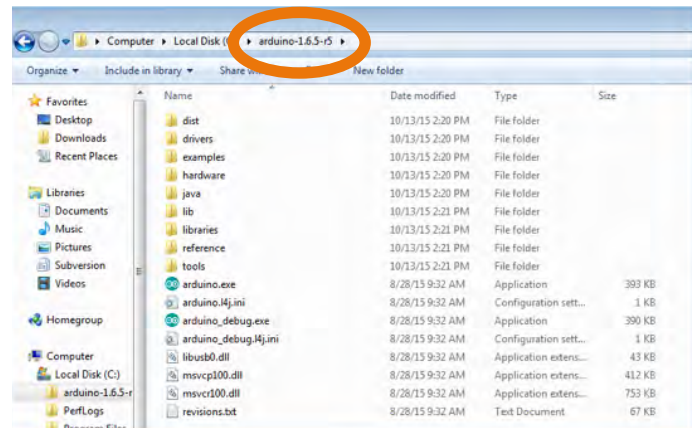 Computer ▸ Local Disk ( ▸ arduino-1.6.5-r5 ▸
Organize ▾ Include in library ▾ Share New folder
Name Date modified Type Size
Favorites
Desktop
Downloads
Recent Places
Libraries
Documents
Music
Pictures
Subversion
Videos
Homegroup
Computer
Local Disk (C:)
arduino-1.6.5-r
PerfLogs
dist 10/13/15 2:20 PM File folder
drivers 10/13/15 2:20 PM File folder
examples 10/13/15 2:20 PM File folder
hardware 10/13/15 2:20 PM File folder
java 10/13/15 2:20 PM File folder
lib 10/13/15 2:21 PM File folder
libraries 10/13/15 2:21 PM File folder
reference 10/13/15 2:21 PM File folder
tools 10/13/15 2:21 PM File folder
arduino.exe 8/28/15 9:32 AM Application 393 KB
arduino.l4j.ini 8/28/15 9:32 AM Configuration sett... 1 KB
arduino_debug.exe 8/28/15 9:32 AM Application 390 KB
arduino_debug.l4j.ini 8/28/15 9:32 AM Configuration sett... 1 KB
libusb0.dll 8/28/15 9:32 AM Application extens... 43 KB
msvcp100.dll 8/28/15 9:32 AM Application extens... 412 KB
msvcr100.dll 8/28/15 9:32 AM Application extens... 753 KB
revisions.txt 8/28/15 9:32 AM Text Document 67 KB